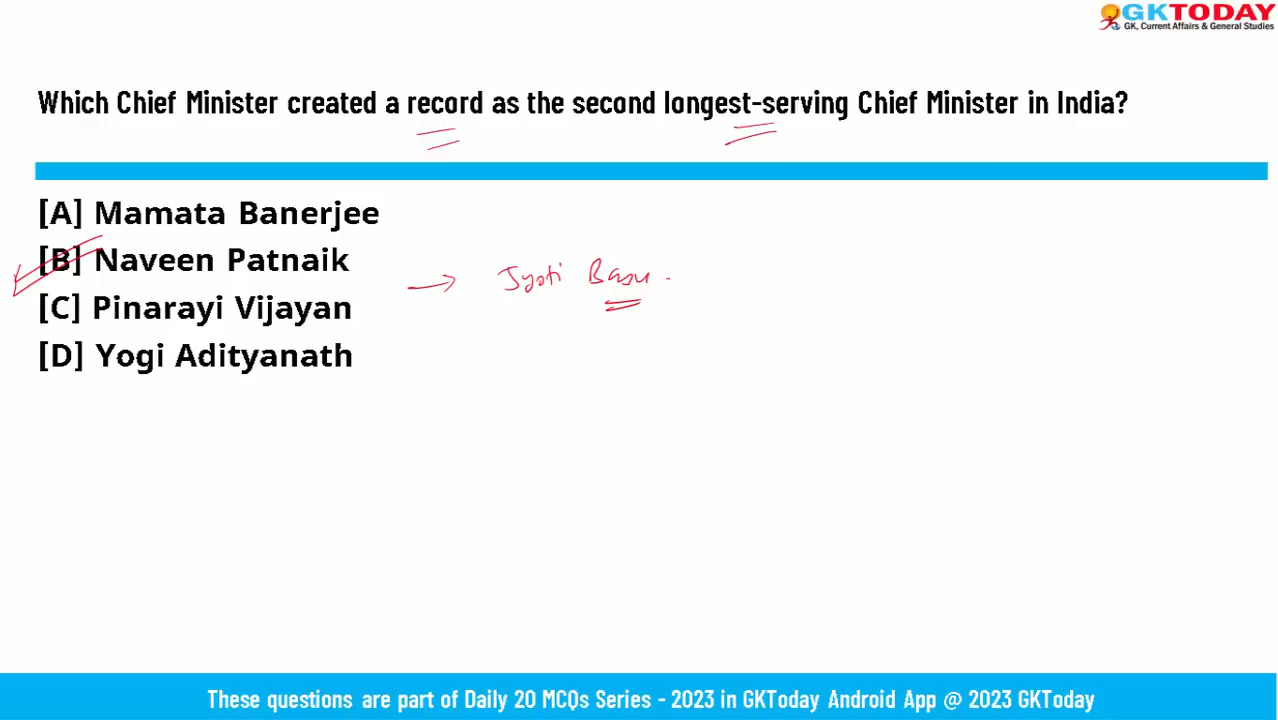 GKTODAY
GK, Current Affairs & General Studies
Which Chief Minister created a record as the second longest-serving Chief Minister in India?
[A] Mamata Banerjee
[B] Naveen Patnaik
Jyoti Basu.
[C] Pinarayi Vijayan
[D] Yogi Adityanath
These questions are part of Daily 20 MCQs Series - 2023 in GKToday Android App @ 2023 GKToday